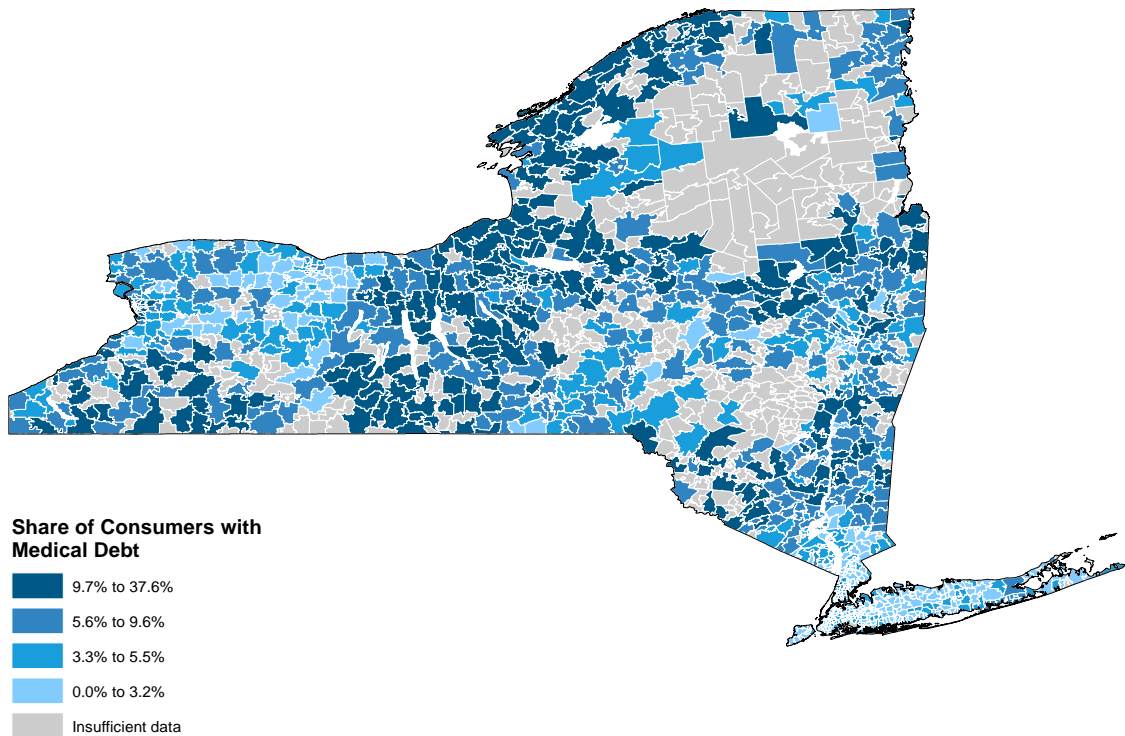 Share of Consumers with
Medical Debt
9.7% to 37.6%
5.6% to 9.6%
3.3% to 5.5%
0.0% to 3.2%
Insufficient data